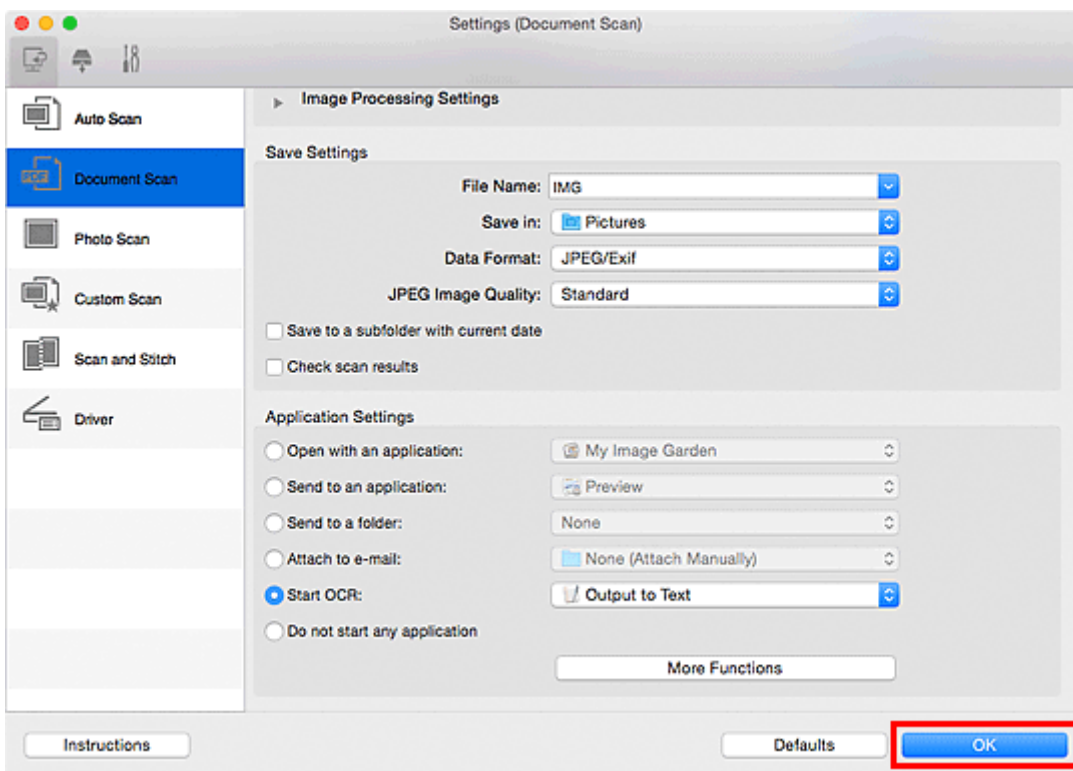 Settings (Document Scan)
Auto Scan
PDF
Document Scan
Photo Scan
Custom Scan
Scan and Stitch
Driver
Image Processing Settings
Save Settings
File Name: IMG
Save in: Pictures
Data Format: JPEG/Exif
JPEG Image Quality: Standard
Save to a subfolder with current date
Check scan results
Application Settings
Open with an application: My Image Garden
Send to an application: Preview
Send to a folder: None
Attach to e-mail: None (Attach Manually)
Start OCR: Output to Text
Do not start any application
More Functions
Instructions Defaults OK